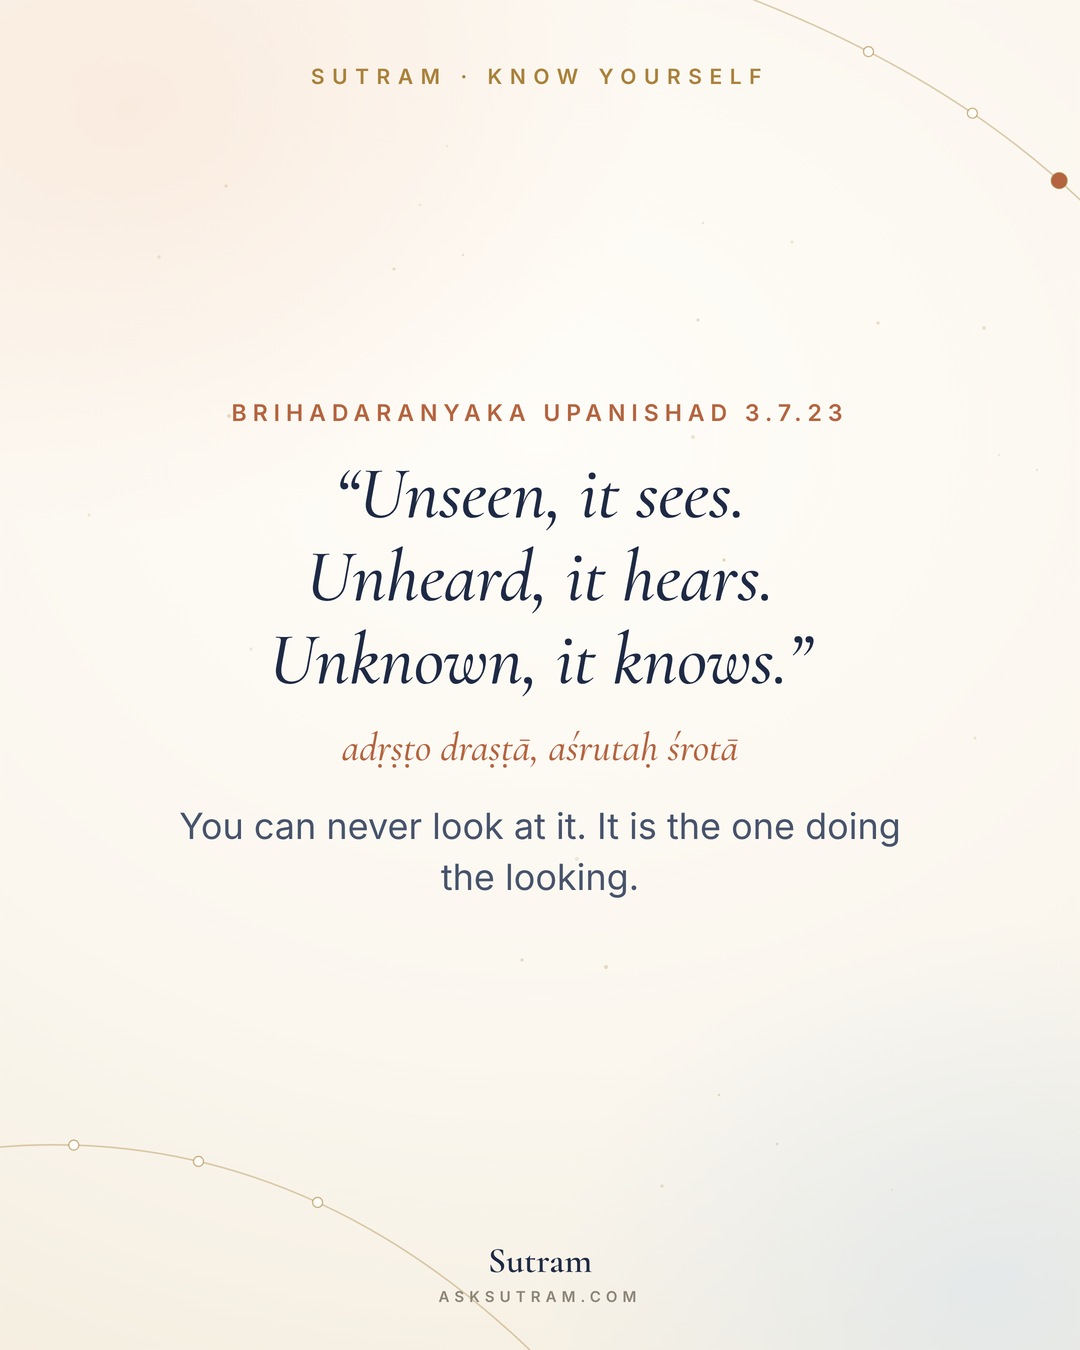 SUTRAM · KNOW YOURSELF
BRIHADARANYAKA UPANISHAD 3.7.23
“Unseen, it sees.
Unheard, it hears.
Unknown, it knows.”
adṛṣṭo draṣṭā, aśrutaḥ śrotā
You can never look at it. It is the one doing
the looking.
Sutram
ASKSUTRAM.COM